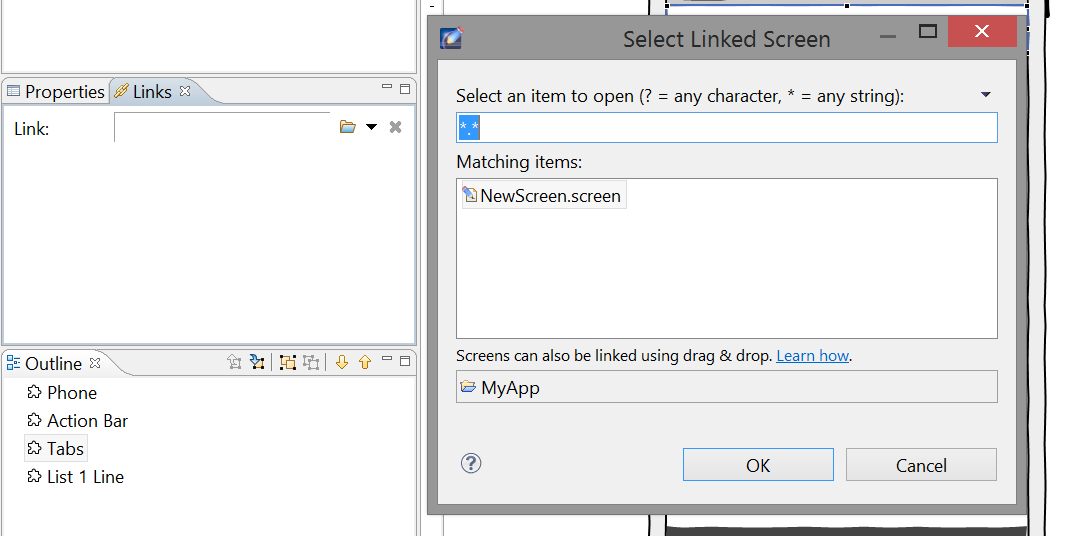 Properties
Links
Link:
Outline
Phone
Action Bar
Tabs
List 1 Line
Select Linked Screen
Select an item to open (? = any character, * = any string):
*.*
Matching items:
NewScreen.screen
Screens can also be linked using drag & drop. Learn how.
MyApp
OK
Cancel